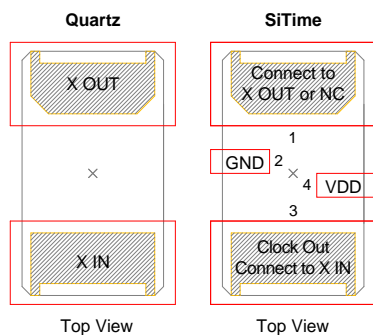 Quartz
SiTime
X OUT
Connect to
X OUT or NC
1
GND
2
4
VDD
3
X IN
Clock Out
Connect to X IN
Top View
Top View